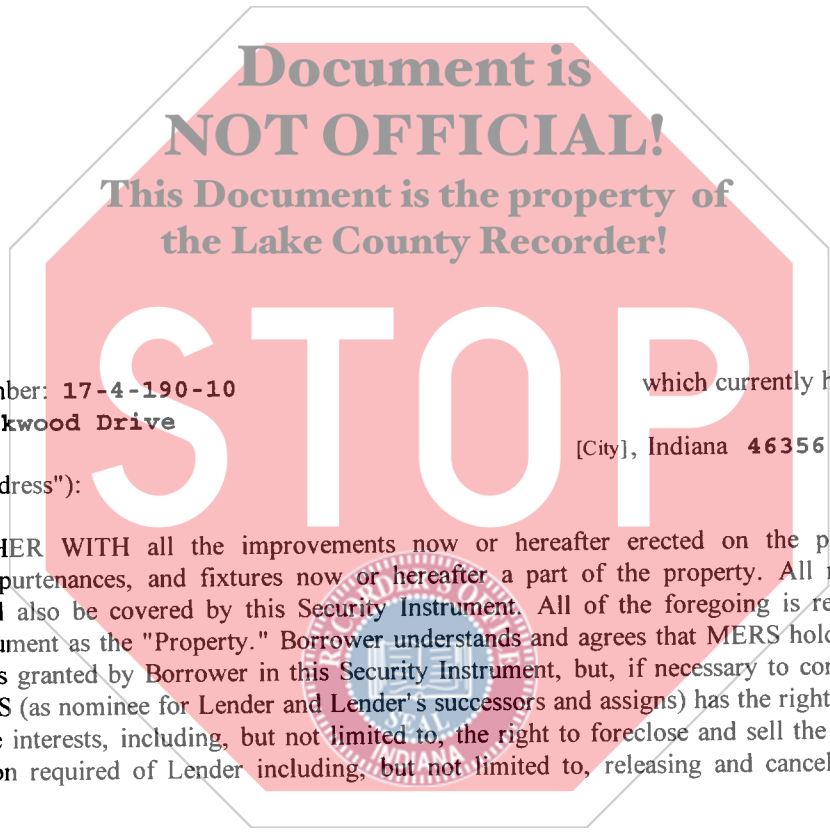 Document is
NOT OFFICIAL!
This Document is the property of
the Lake County Recorder!
STOP
nber: 17-4-190-10
which currently h
kwood Drive
[City], Indiana 46356
dress"):
HER WITH all the improvements now or hereafter erected on the p
purtenances, and fixtures now or hereafter a part of the property. All r
l also be covered by this Security Instrument. All of the foregoing is re
ument as the "Property." Borrower understands and agrees that MERS hold
s granted by Borrower in this Security Instrument, but, if necessary to con
S (as nominee for Lender and Lender's successors and assigns) has the right
e interests, including, but not limited to, the right to foreclose and sell the
on required of Lender including, but not limited to, releasing and cancel
RECORDERS OFFICE
SEAL
INDIANA